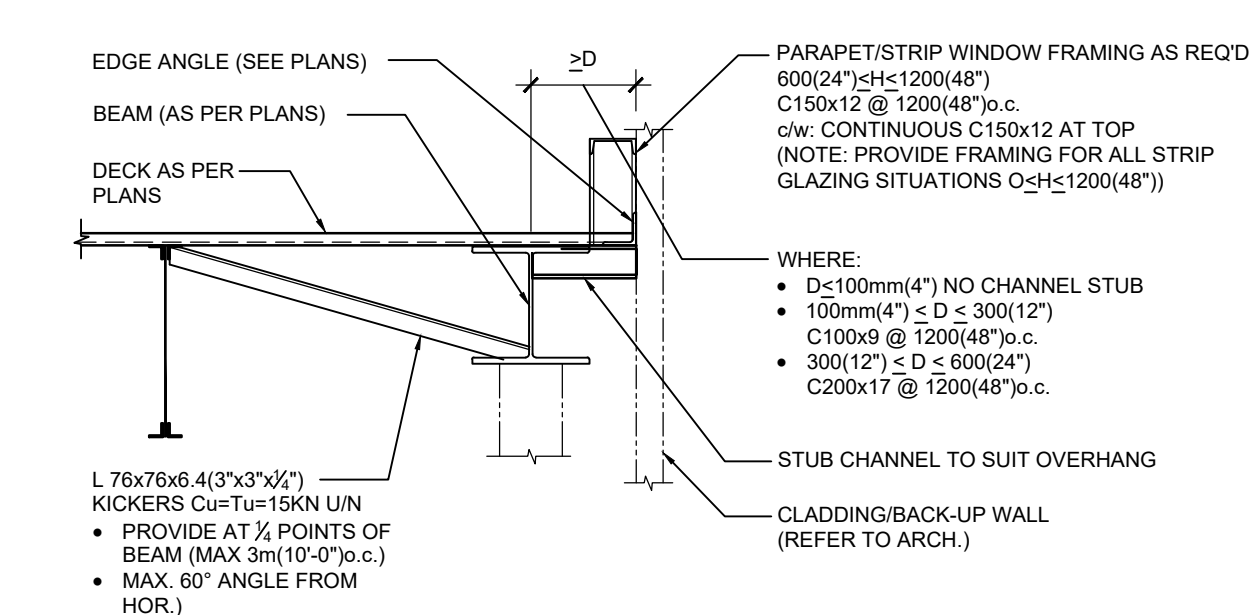 EDGE ANGLE (SEE PLANS)
BEAM (AS PER PLANS)
DECK AS PER
PLANS
≥D
PARAPET/STRIP WINDOW FRAMING AS REQ'D
600(24")≤H≤1200(48")
C150x12 @ 1200(48")o.c.
c/w: CONTINUOUS C150x12 AT TOP
(NOTE: PROVIDE FRAMING FOR ALL STRIP
GLAZING SITUATIONS O≤H≤1200(48"))
WHERE:
• D≤100mm(4") NO CHANNEL STUB
• 100mm(4") ≤ D ≤ 300(12")
C100x9 @ 1200(48")o.c.
• 300(12") ≤ D ≤ 600(24")
C200x17 @ 1200(48")o.c.
STUB CHANNEL TO SUIT OVERHANG
CLADDING/BACK-UP WALL
(REFER TO ARCH.)
L 76x76x6.4(3"x3"x¼")
KICKERS Cu=Tu=15KN U/N
• PROVIDE AT ¼ POINTS OF
BEAM (MAX 3m(10'-0")o.c.)
• MAX. 60° ANGLE FROM
HOR.)